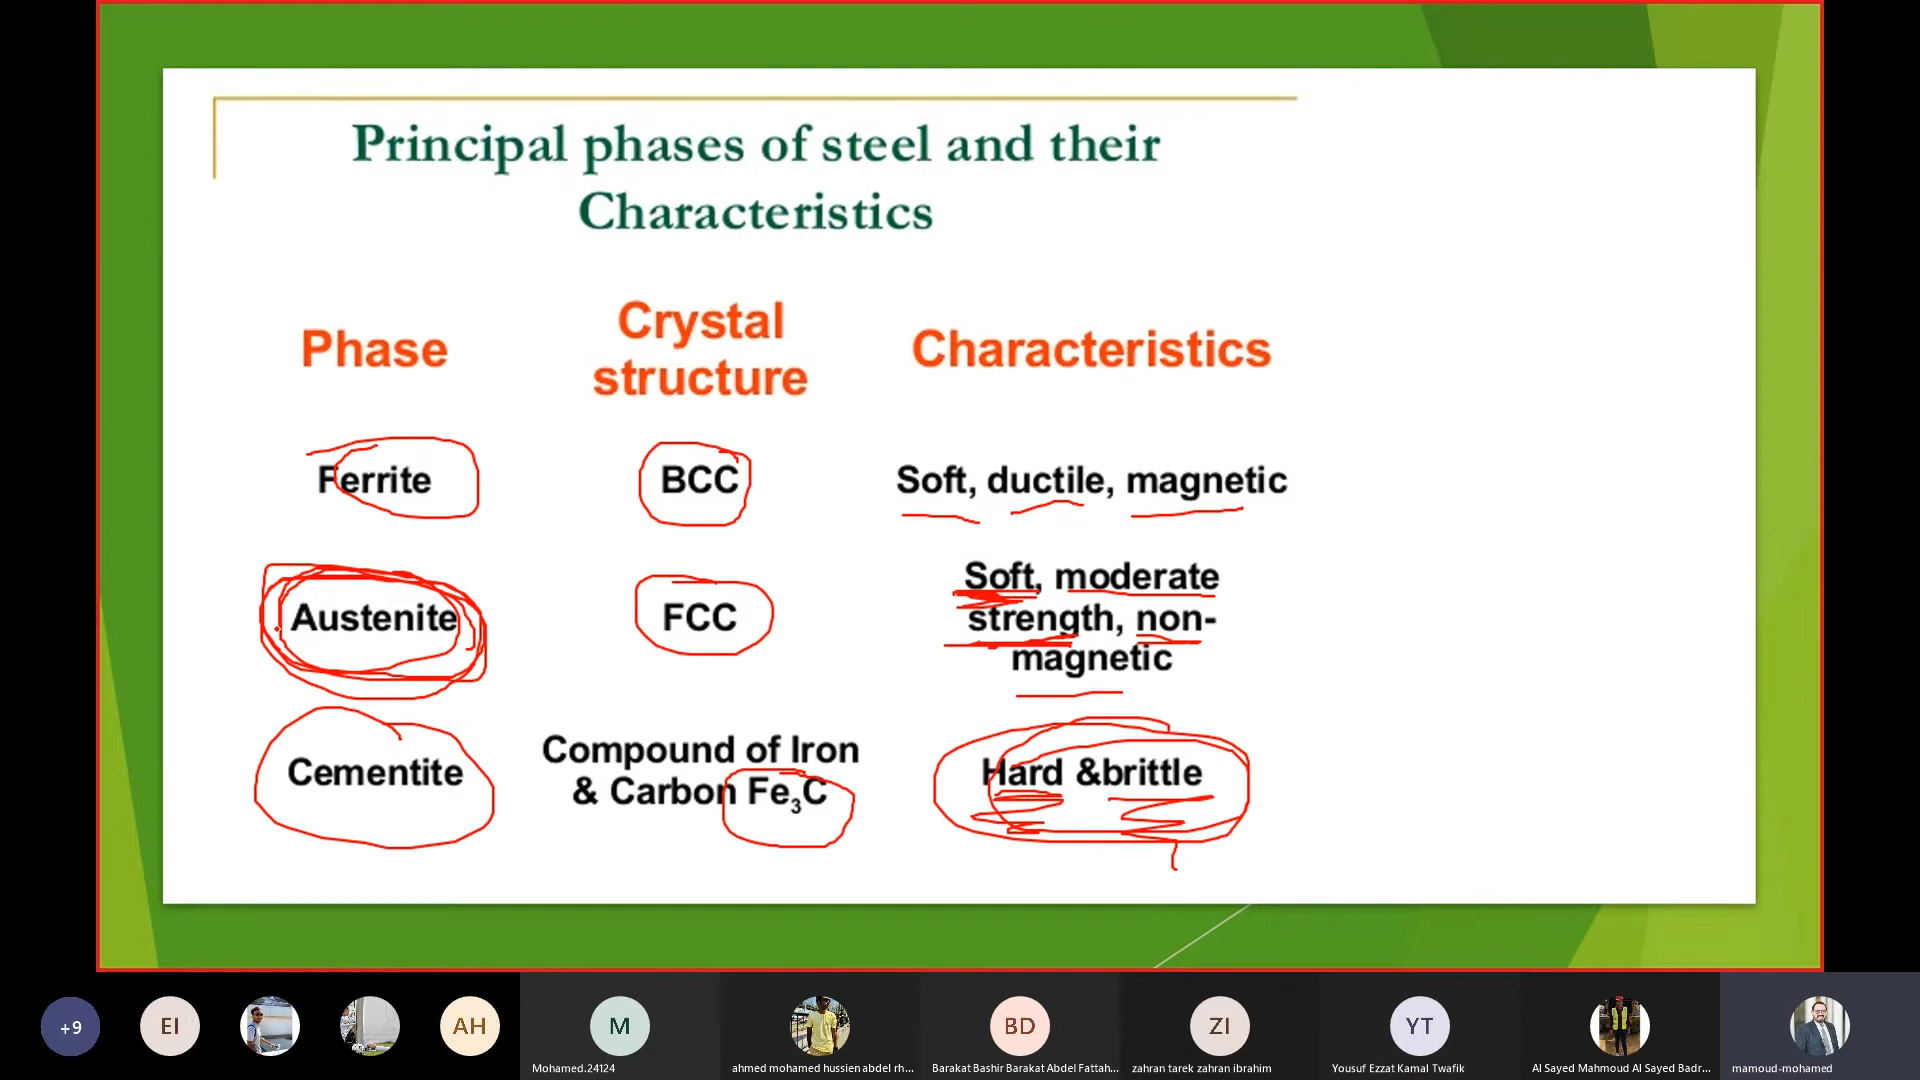 Principal phases of steel and their
Characteristics
Phase
Crystal
structure
Characteristics
Ferrite
BCC
Soft, ductile, magnetic
Austenite
FCC
Soft, moderate
strength, non-
magnetic
Cementite
Compound of Iron
& Carbon Fe₃C
Hard &brittle
+9
EI
AH
M
BD
ZI
YT
Mohamed.24124
ahmed mohamed hussien abdel rh...
Barakat Bashir Barakat Abdel Fattah...
zahran tarek zahran ibrahim
Yousuf Ezzat Kamal Twafik
Al Sayed Mahmoud Al Sayed Badr...
mamoud-mohamed